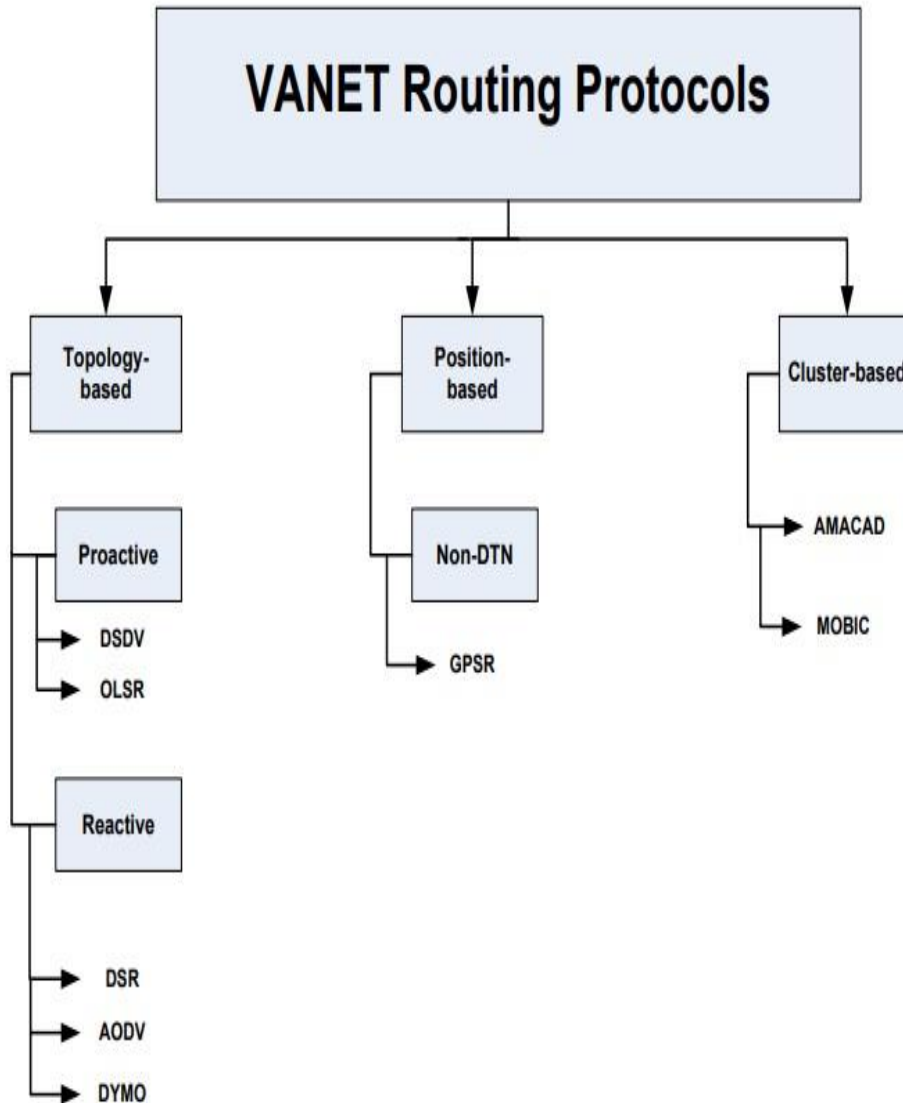 VANET Routing Protocols
Topology-
based
Position-
based
Cluster-based
Proactive
DSDV
OLSR
Reactive
DSR
AODV
DYMO
Non-DTN
GPSR
AMACAD
MOBIC